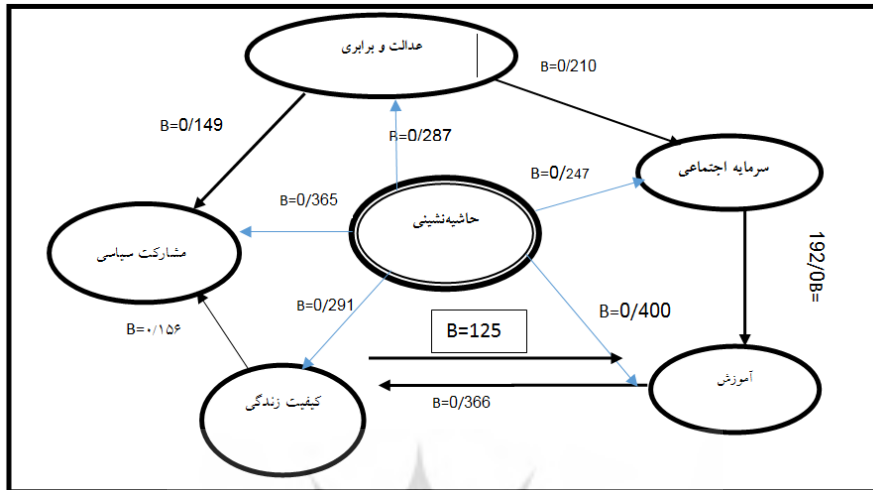 عدالت و برابری
B=0/210
B=0/149
B=0/287
B=0/247
سرمایه اجتماعی
B=0/365
حاشیه‌نشینی
مشارکت سیاسی
192/0B=
B=0/291
B=0/400
B=125
B=۰/۱۵۶
آموزش
کیفیت زندگی
B=0/366